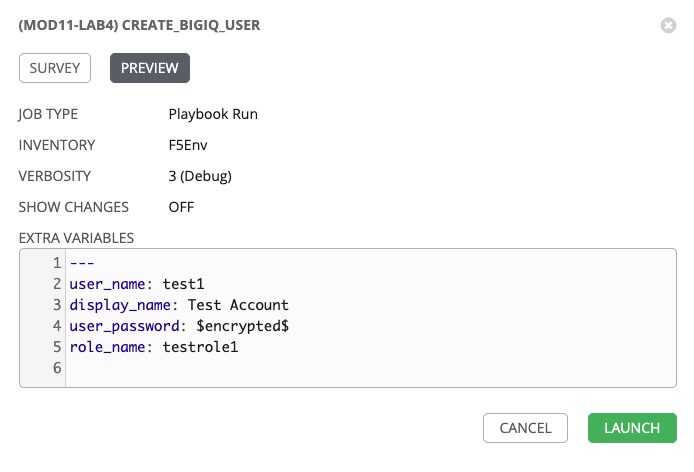 (MOD11-LAB4) CREATE_BIGIQ_USER
SURVEY PREVIEW
JOB TYPE Playbook Run
INVENTORY F5Env
VERBOSITY 3 (Debug)
SHOW CHANGES OFF
EXTRA VARIABLES
1 ---
2 user_name: test1
3 display_name: Test Account
4 user_password: $encrypted$
5 role_name: testrole1
6
CANCEL LAUNCH